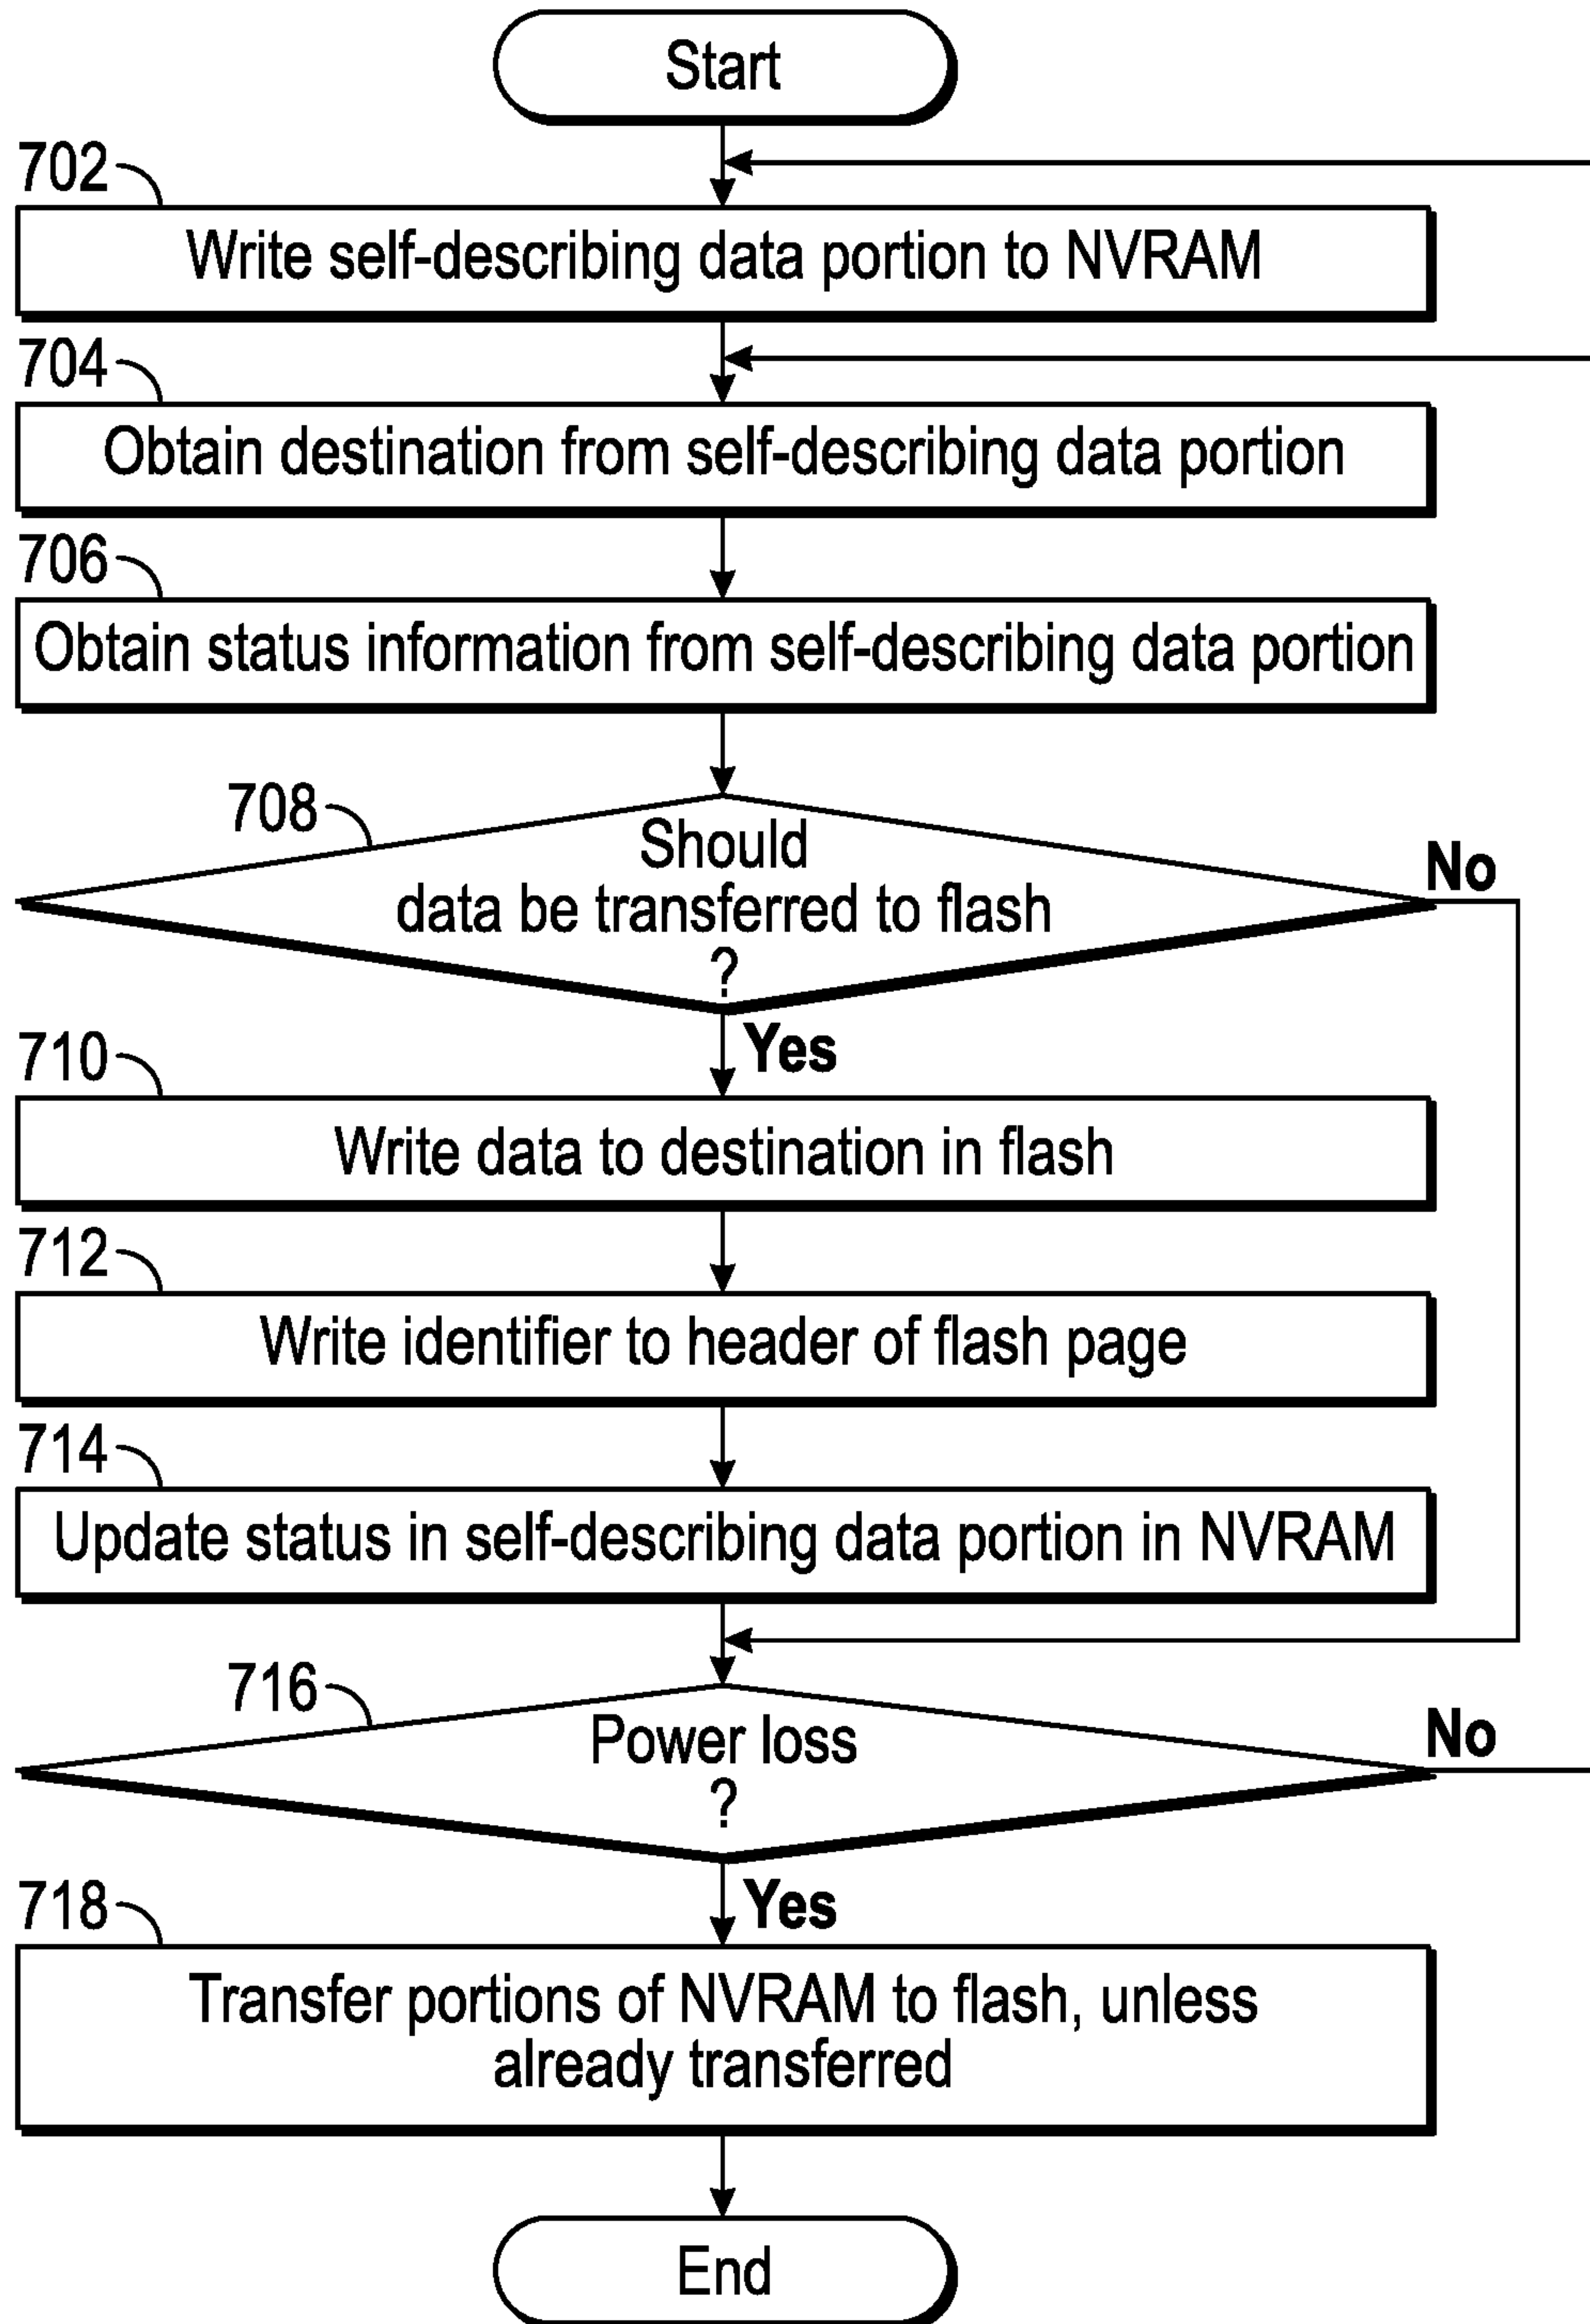 Start
702
Write self-describing data portion to NVRAM
704
Obtain destination from self-describing data portion
706
Obtain status information from self-describing data portion
708
Should
data be transferred to flash
?
No
Yes
710
Write data to destination in flash
712
Write identifier to header of flash page
714
Update status in self-describing data portion in NVRAM
716
Power loss
?
No
Yes
718
Transfer portions of NVRAM to flash, unless
already transferred
End